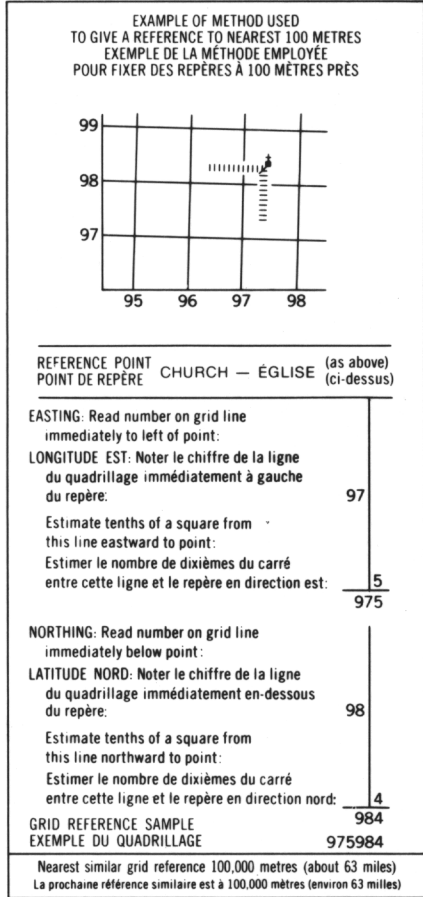 EXAMPLE OF METHOD USED
TO GIVE A REFERENCE TO NEAREST 100 METRES
EXEMPLE DE LA MÉTHODE EMPLOYÉE
POUR FIXER DES REPÈRES À 100 MÈTRES PRÈS
99
98
97
95 96 97 98
REFERENCE POINT
POINT DE REPÈRE
CHURCH — ÉGLISE
(as above)
(ci-dessus)
EASTING: Read number on grid line
immediately to left of point:
LONGITUDE EST: Noter le chiffre de la ligne
du quadrillage immédiatement à gauche
du repère: 97
Estimate tenths of a square from
this line eastward to point:
Estimer le nombre de dixièmes du carré
entre cette ligne et le repère en direction est: 5
975
NORTHING: Read number on grid line
immediately below point:
LATITUDE NORD: Noter le chiffre de la ligne
du quadrillage immédiatement en-dessous
du repère: 98
Estimate tenths of a square from
this line northward to point:
Estimer le nombre de dixièmes du carré
entre cette ligne et le repère en direction nord: 4
984
GRID REFERENCE SAMPLE
EXEMPLE DU QUADRILLAGE 975984
Nearest similar grid reference 100,000 metres (about 63 miles)
La prochaine référence similaire est à 100,000 mètres (environ 63 milles)